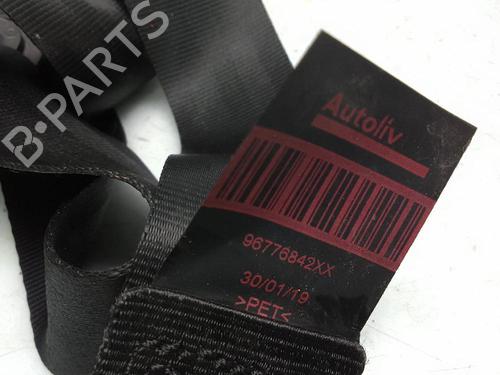 B-PARTS
Autoliv
96776842XX
30/01/19
>PET<